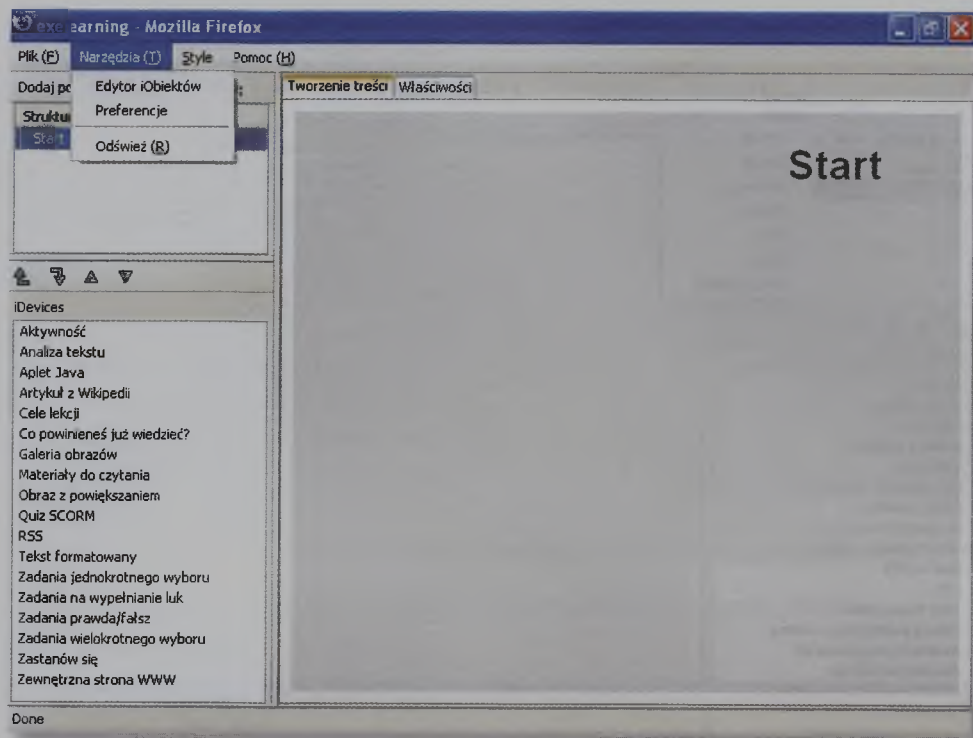 exe earning - Mozilla Firefox
Plik (F) Narzędzia (T) Style Pomoc (H)
Dodaj
Edytor iObiektów
Preferencje
Odśwież (R)
Start
Tworzenie treści Właściwości
Start
iDevices
Aktywność
Analiza tekstu
Aplet Java
Artykuł z Wikipedii
Cele lekcji
Co powinieneś już wiedzieć?
Galeria obrazów
Materiały do czytania
Obraz z powiększaniem
Quiz SCORM
RSS
Tekst formatowany
Zadania jednokrotnego wyboru
Zadania na wypełnianie luk
Zadania prawda/fałsz
Zadania wielokrotnego wyboru
Zastanów się
Zewnętrzna strona WWW
Done